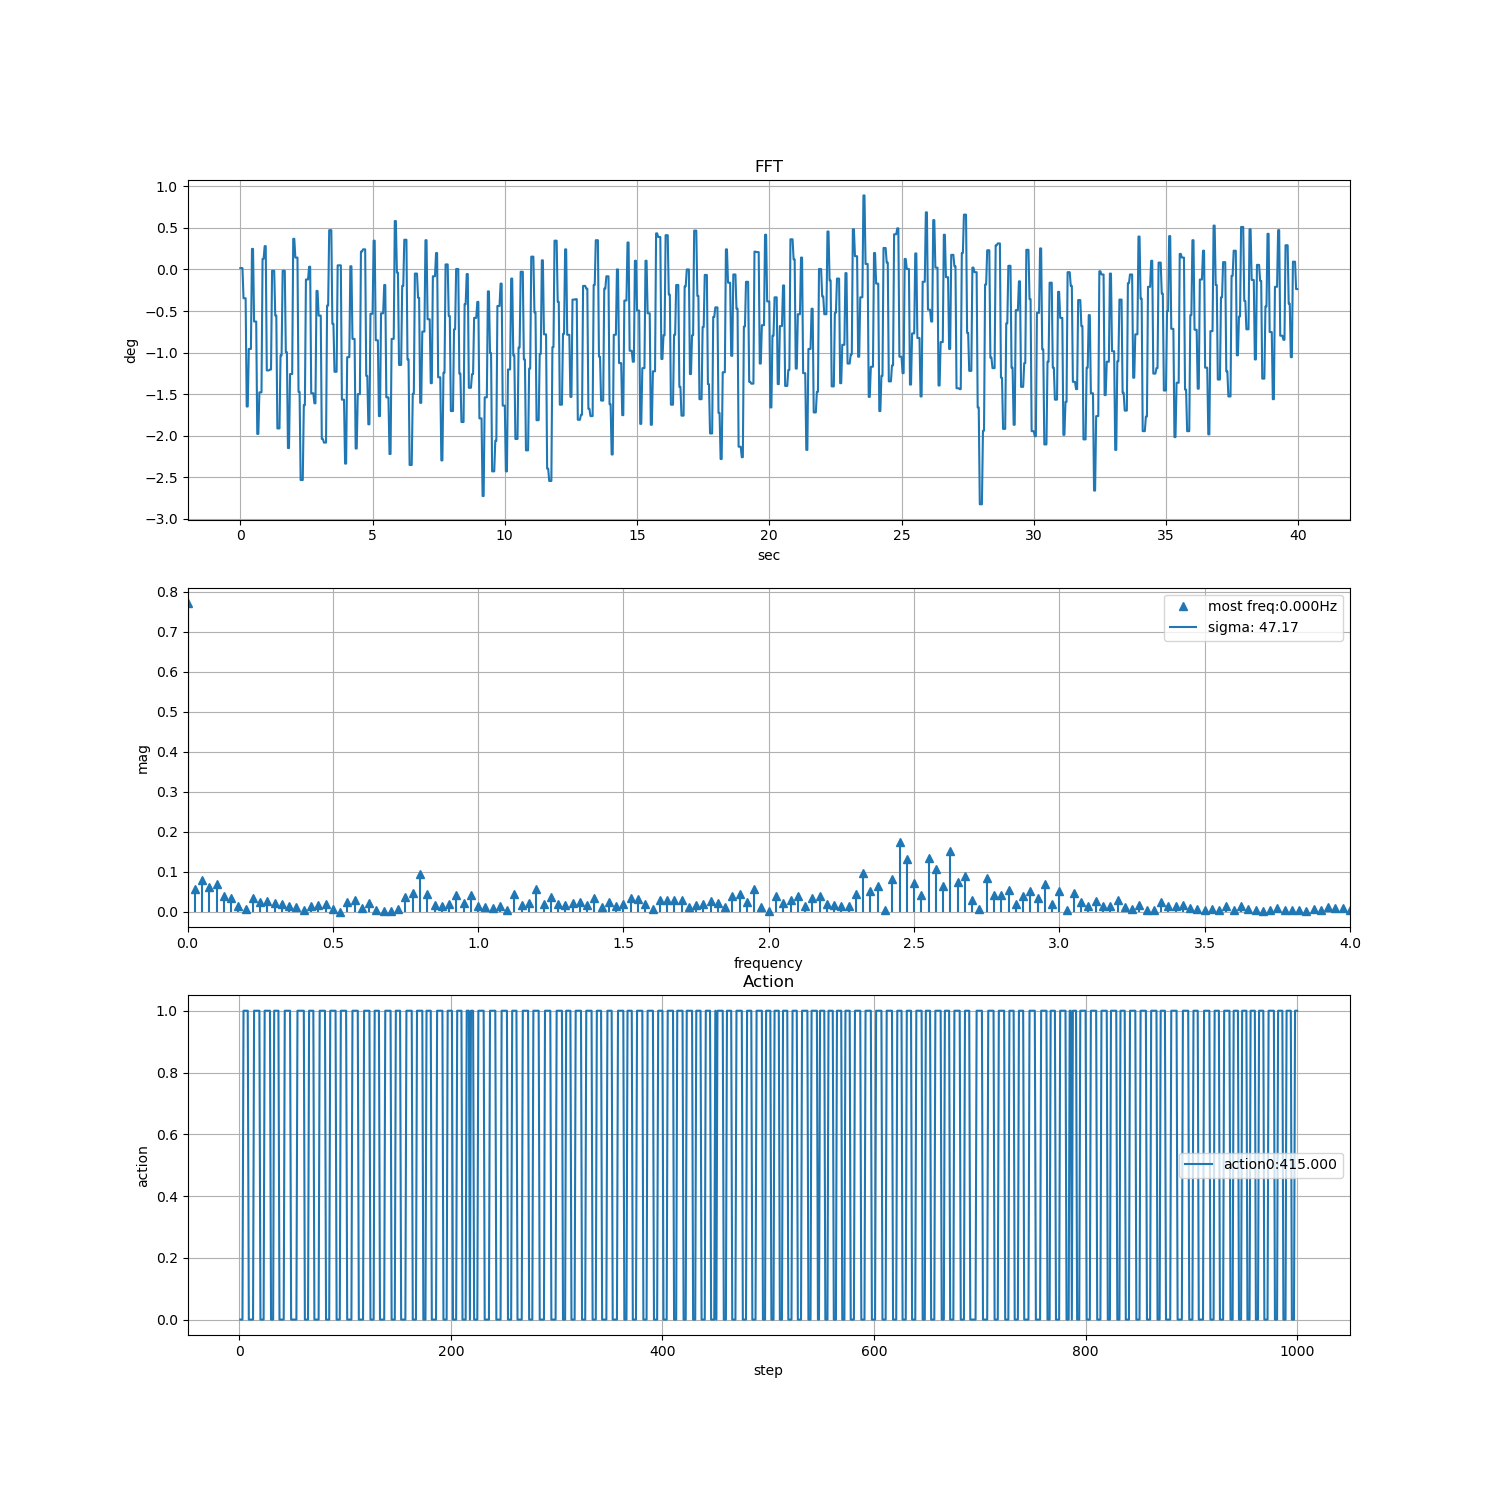 FFT
1.0
0.5
0.0
−0.5
−1.0
−1.5
−2.0
−2.5
−3.0
deg
0 5 10 15 20 25 30 35 40
sec
0.8
0.7
0.6
0.5
0.4
0.3
0.2
0.1
0.0
mag
most freq:0.000Hz
sigma: 47.17
0.0 0.5 1.0 1.5 2.0 2.5 3.0 3.5 4.0
frequency
Action
1.0
0.8
0.6
0.4
0.2
0.0
action
action0:415.000
0 200 400 600 800 1000
step